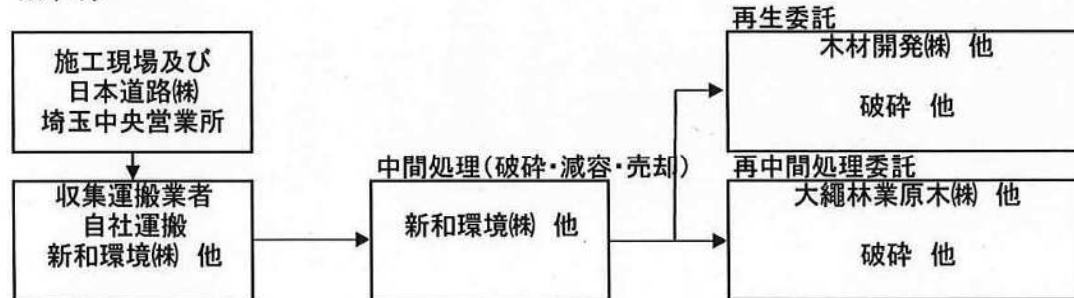 施工現場及び
日本道路㈱
埼玉中央営業所
収集運搬業者
自社運搬
新和環境㈱ 他
中間処理(破砕・減容・売却)
新和環境㈱ 他
再生委託
木材開発㈱ 他
破砕 他
再中間処理委託
大繩林業原木㈱ 他
破砕 他